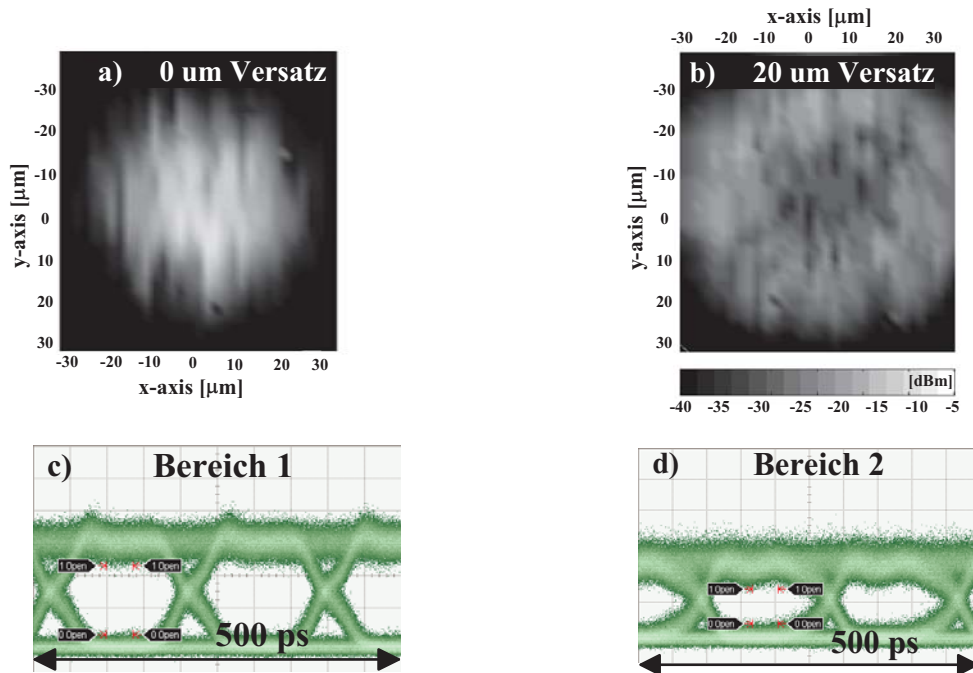 a) 0 um Versatz
-30
-20
-10
0
10
20
30
y-axis [μm]
-30 -20 -10 0 10 20 30
x-axis [μm]
x-axis [μm]
-30 -20 -10 0 10 20 30
b) 20 um Versatz
-30
-20
-10
0
10
20
30
y-axis [μm]
[dBm]
-40 -35 -30 -25 -20 -15 -10 -5
c) Bereich 1
1 Open 1 Open
0 Open 0 Open
500 ps
d) Bereich 2
1 Open 1 Open
0 Open 0 Open
500 ps